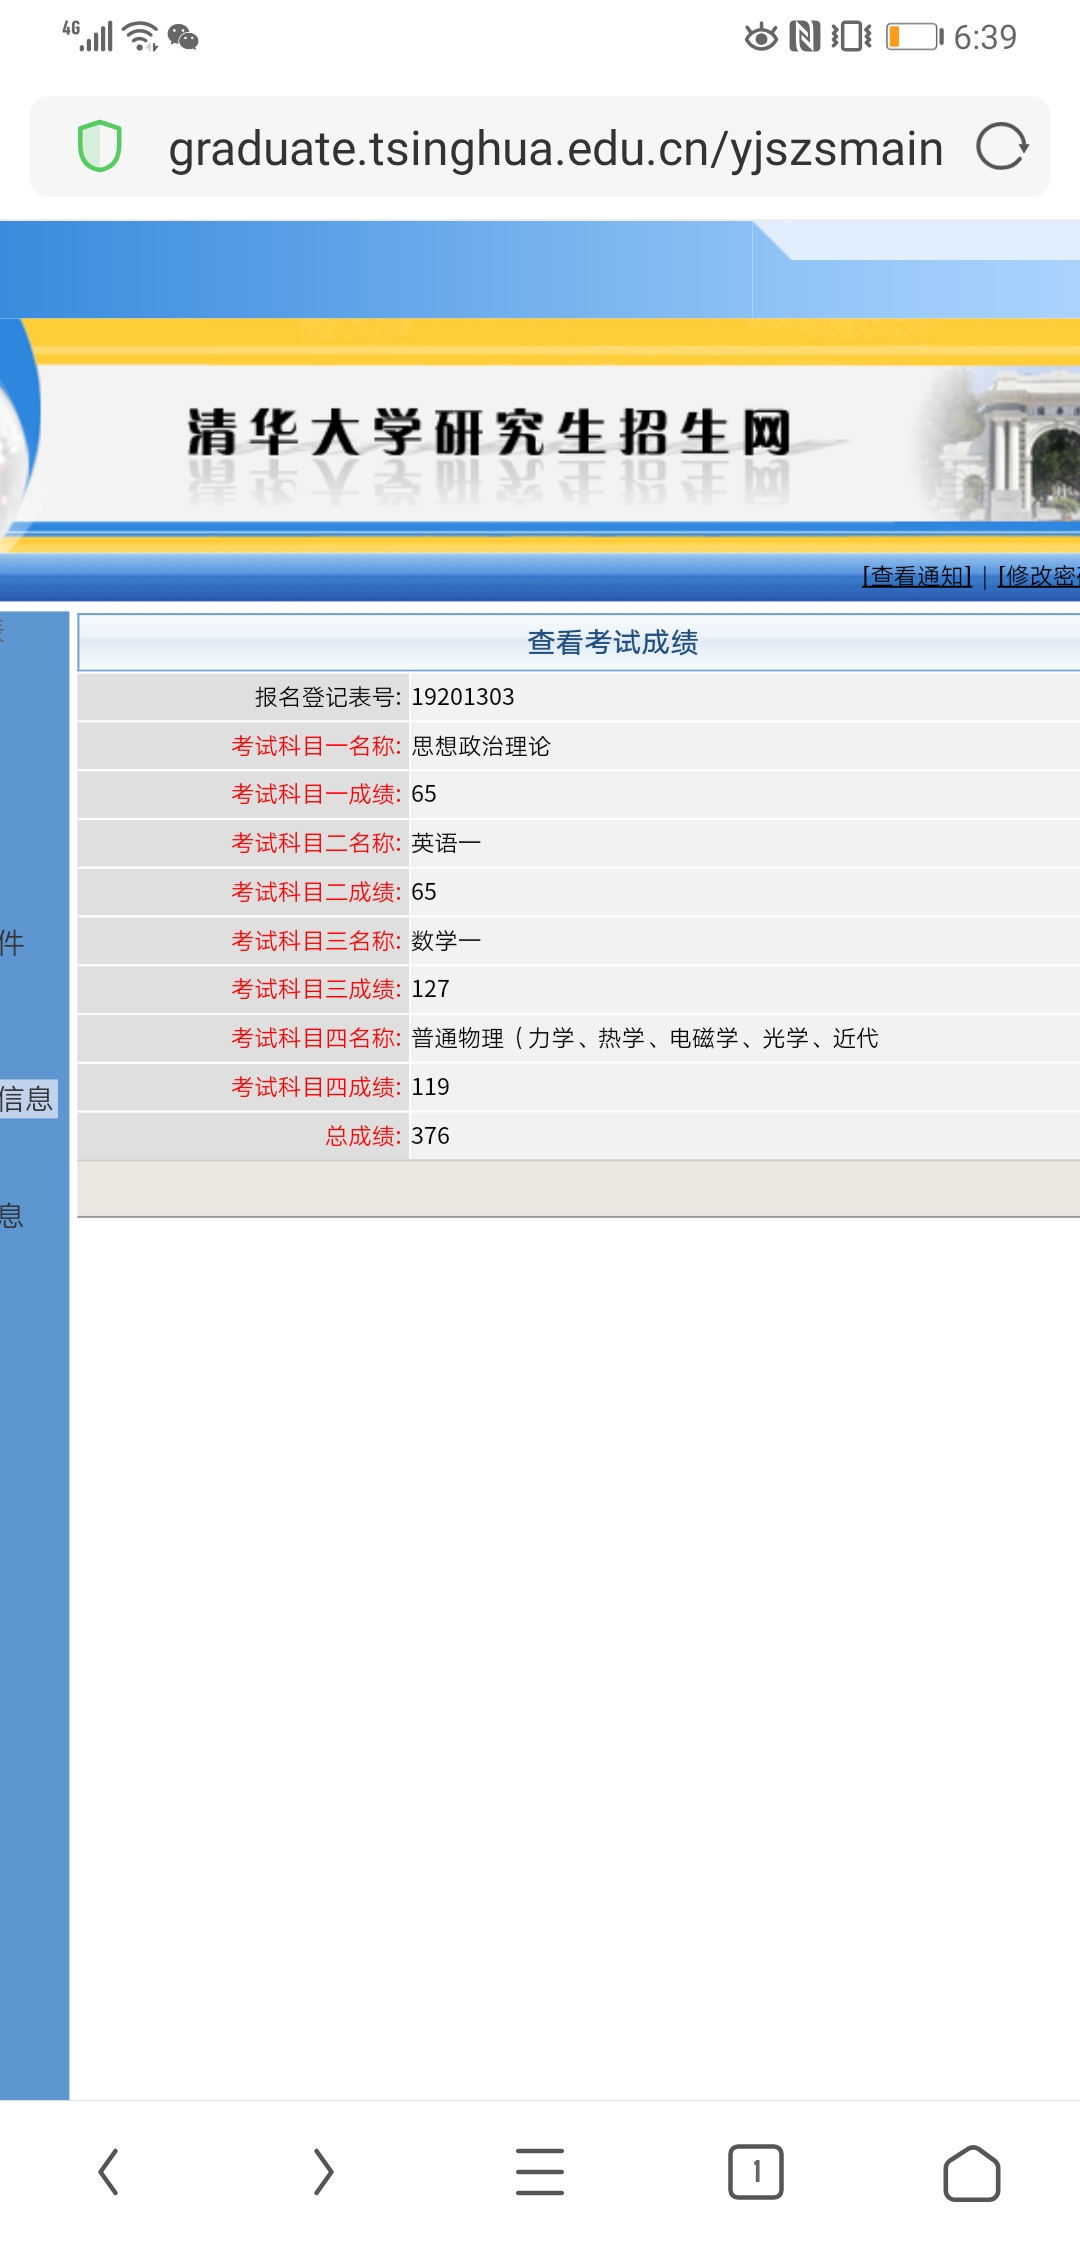 4G
6:39
graduate.tsinghua.edu.cn/yjszsmain
清华大学研究生招生网
[查看通知] | [修改密
查看考试成绩
报名登记表号: 19201303
考试科目一名称: 思想政治理论
考试科目一成绩: 65
考试科目二名称: 英语一
考试科目二成绩: 65
件
考试科目三名称: 数学一
考试科目三成绩: 127
考试科目四名称: 普通物理（力学、热学、电磁学、光学、近代
考试科目四成绩: 119
信息
总成绩: 376
息
1